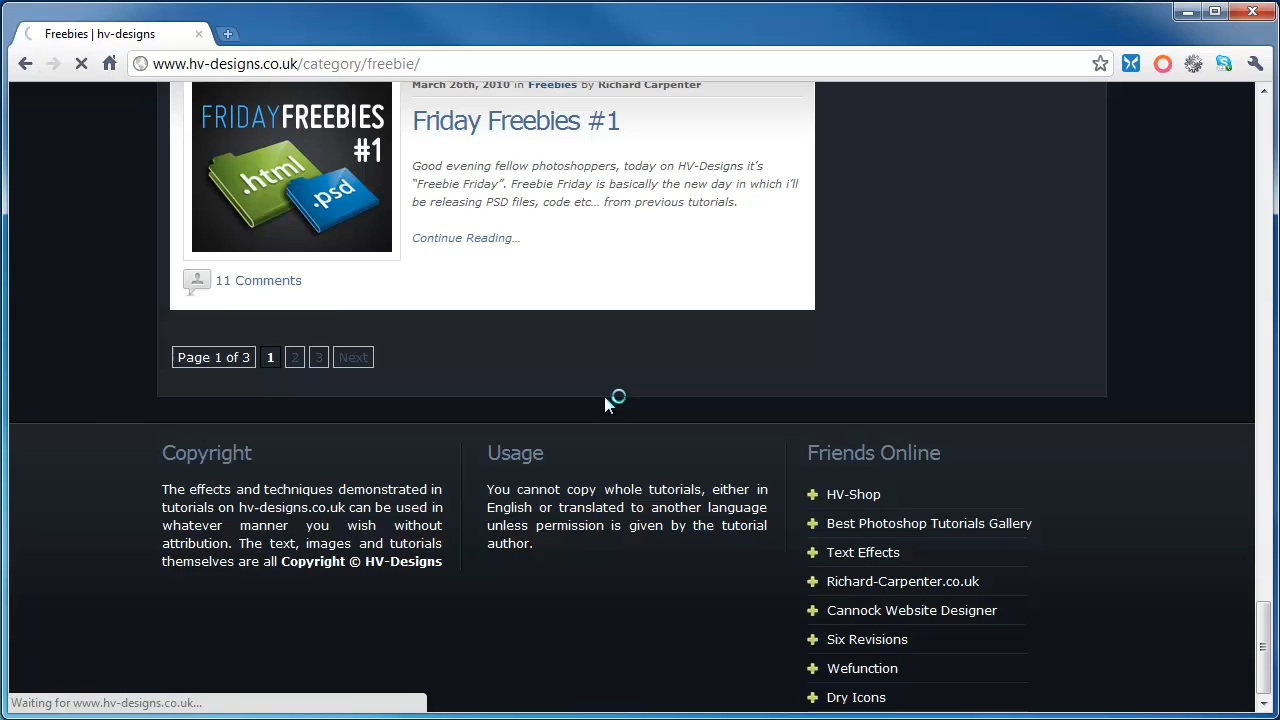 Freebies | hv-designs
www.hv-designs.co.uk/category/freebie/
March 26th, 2010 in Freebies by Richard Carpenter
FRIDAYFREEBIES
#1
.html
.psd
Friday Freebies #1
Good evening fellow photoshoppers, today on HV-Designs it's
"Freebie Friday". Freebie Friday is basically the new day in which i'll
be releasing PSD files, code etc... from previous tutorials.
Continue Reading...
11 Comments
Page 1 of 3 1 2 3 Next
Copyright
The effects and techniques demonstrated in
tutorials on hv-designs.co.uk can be used in
whatever manner you wish without
attribution. The text, images and tutorials
themselves are all Copyright © HV-Designs
Usage
You cannot copy whole tutorials, either in
English or translated to another language
unless permission is given by the tutorial
author.
Friends Online
HV-Shop
Best Photoshop Tutorials Gallery
Text Effects
Richard-Carpenter.co.uk
Cannock Website Designer
Six Revisions
Wefunction
Dry Icons
Waiting for www.hv-designs.co.uk...